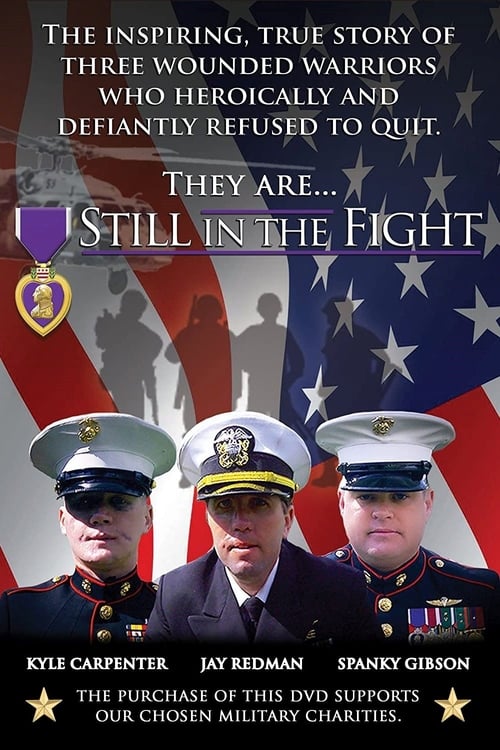 THE INSPIRING, TRUE STORY OF
THREE WOUNDED WARRIORS
WHO HEROICALLY AND
DEFIANTLY REFUSED TO QUIT.
THEY ARE...
STILL IN THE FIGHT
KYLE CARPENTER JAY REDMAN SPANKY GIBSON
THE PURCHASE OF THIS DVD SUPPORTS
OUR CHOSEN MILITARY CHARITIES.